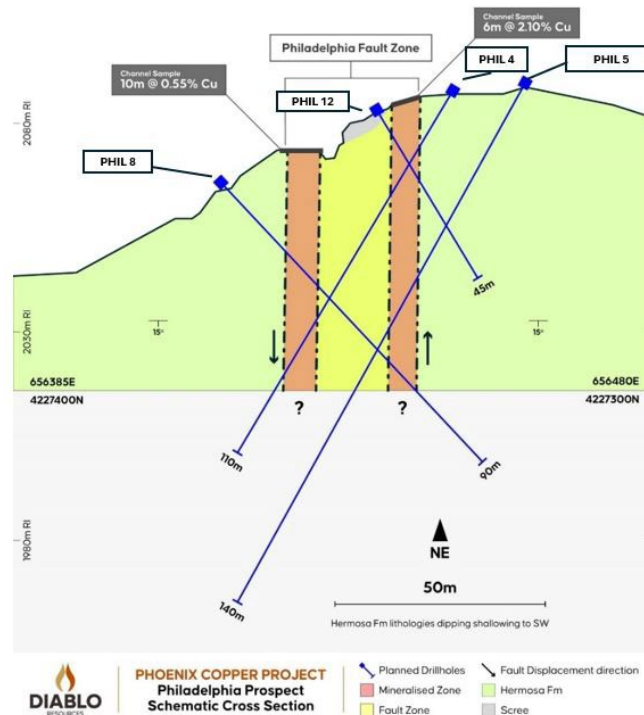 Channel Sample
6m @ 2.10% Cu
Philadelphia Fault Zone
PHIL 4
PHIL 5
Channel Sample
10m @ 0.55% Cu
PHIL 12
2080m Rl
PHIL 8
45m
2030m Rl
15°
15°
656385E
4227400N
656480E
4227300N
?
?
110m
90m
1980m Rl
NE
50m
140m
Hermosa Fm lithologies dipping shallowing to SW
DIABLO
RESOURCES
PHOENIX COPPER PROJECT
Philadelphia Prospect
Schematic Cross Section
Planned Drillholes
Fault Displacement direction
Mineralised Zone
Hermosa Fm
Fault Zone
Scree